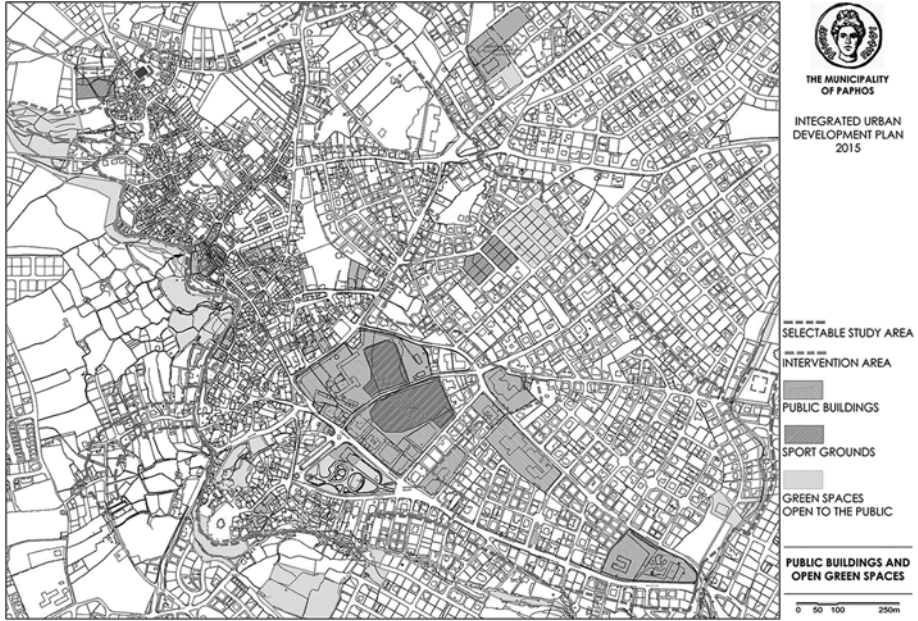 THE MUNICIPALITY
OF PAPHOS
INTEGRATED URBAN
DEVELOPMENT PLAN
2015
SELECTABLE STUDY AREA
INTERVENTION AREA
PUBLIC BUILDINGS
SPORT GROUNDS
GREEN SPACES
OPEN TO THE PUBLIC
PUBLIC BUILDINGS AND
OPEN GREEN SPACES
0 50 100 250m